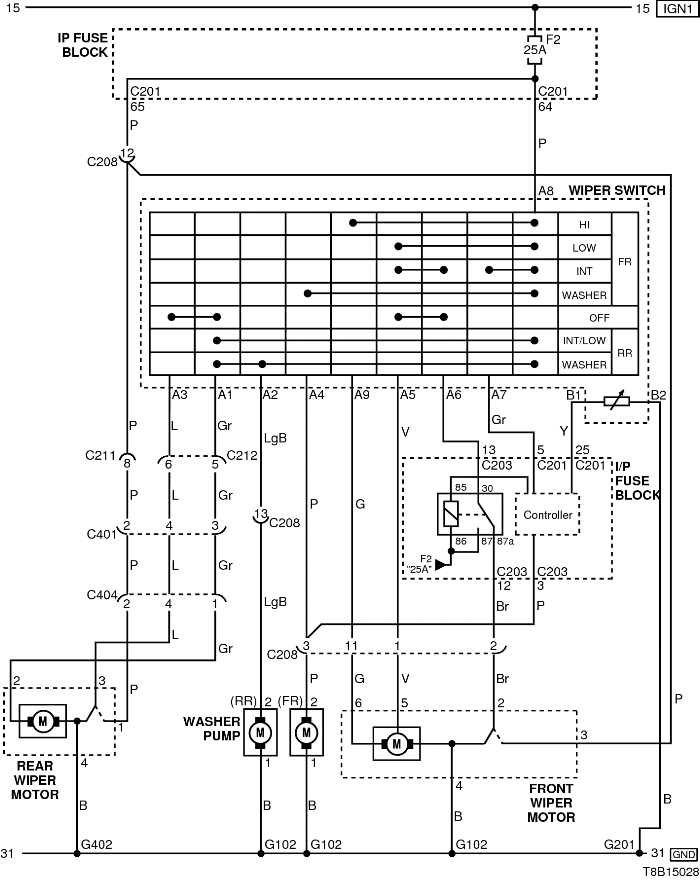 15 15 IGN1
IP FUSE BLOCK
F2
25A
C201 C201
65 64
P P
12
C208
A8 WIPER SWITCH
HI
LOW
FR
INT
WASHER
OFF
INT/LOW
RR
WASHER
A3 A1 A2 A4 A9 A5 A6 A7 B1 B2
P L Gr LgB V Gr Y
C211 8 6 5 C212
13 5 25
C203 C201 C201
I/P FUSE BLOCK
85 30
Controller
86 87 87a
F2
"25A"
P L Gr P G
13 C208
2 4 3
C401
P L Gr
C203 C203
12 3
C404 2 4 1
LgB Br P
L Gr
C208 3 11 1 2
P P G V Br P
2 3 1
(RR) 2 (FR) 2 6 5 2
WASHER PUMP
M M M M
3
4 1 1 4
REAR WIPER MOTOR
FRONT WIPER MOTOR
B B B B B
31 G402 G102 G102 G102 G201 31 GND
T8B15028